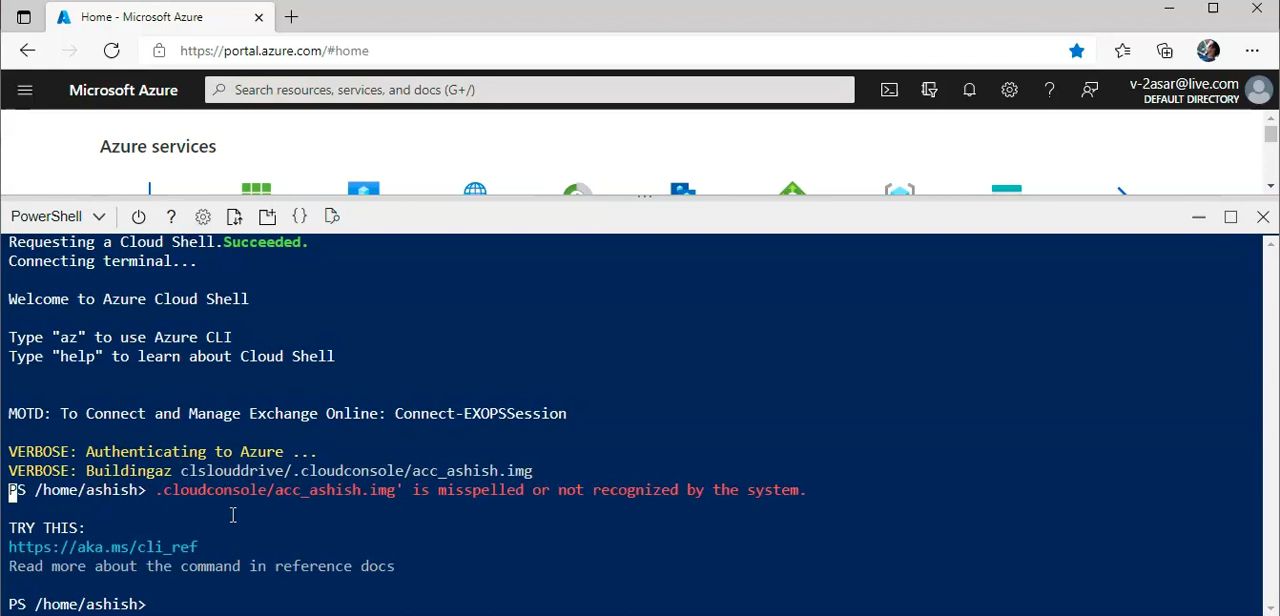 Home - Microsoft Azure
https://portal.azure.com/#home
Microsoft Azure
Search resources, services, and docs (G+/)
v-2asar@live.com
DEFAULT DIRECTORY
Azure services
PowerShell
Requesting a Cloud Shell.Succeeded.
Connecting terminal...
Welcome to Azure Cloud Shell
Type "az" to use Azure CLI
Type "help" to learn about Cloud Shell
MOTD: To Connect and Manage Exchange Online: Connect-EXOPSSession
VERBOSE: Authenticating to Azure ...
VERBOSE: Buildingaz clslouddrive/.cloudconsole/acc_ashish.img
PS /home/ashish> .cloudconsole/acc_ashish.img' is misspelled or not recognized by the system.
TRY THIS:
https://aka.ms/cli_ref
Read more about the command in reference docs
PS /home/ashish>